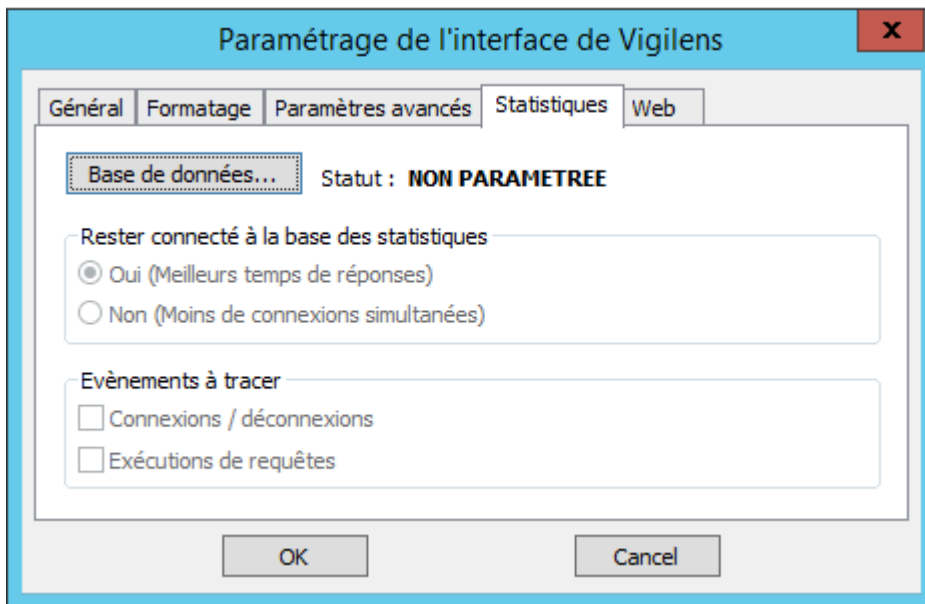 Paramétrage de l'interface de Vigilens
x
Général Formatage Paramètres avancés Statistiques Web
Base de données... Statut : NON PARAMETREE
Rester connecté à la base des statistiques
Oui (Meilleurs temps de réponses)
Non (Moins de connexions simultanées)
Evènements à tracer
Connexions / déconnexions
Exécutions de requêtes
OK Cancel